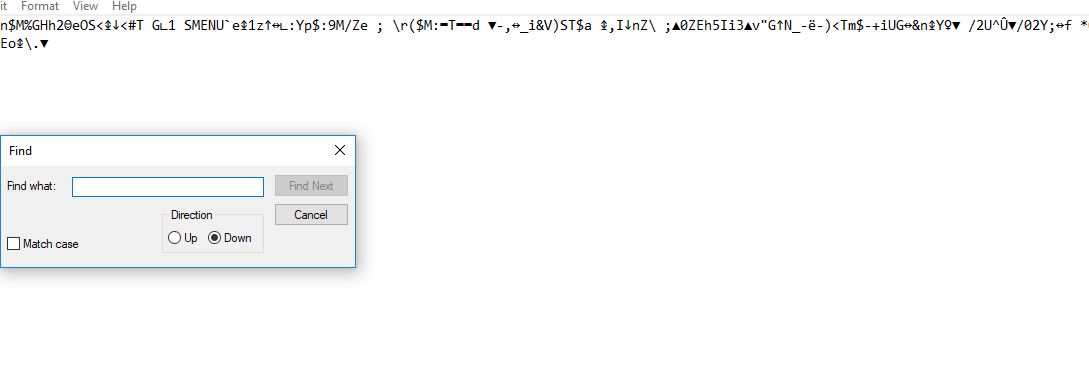 it Format View Help
n$M%GHh2@eOS<↨↓<#T G∟1 SMENU`e↨1z↑↔∟:Yp$:9M/Ze ; \r($M:═T══d ▼-,↔_i&V)ST$a ↨,I↓nZ\ ;▲0ZEh5Ii3▲v"G↑N_-ë-)<Tm$-+iUG↔&n↨Y♀▼ /2U^Û▼/02Y;↔f *
Eo↨\.▼
Find
Find what:
Find Next
Cancel
Direction
Up Down
Match case